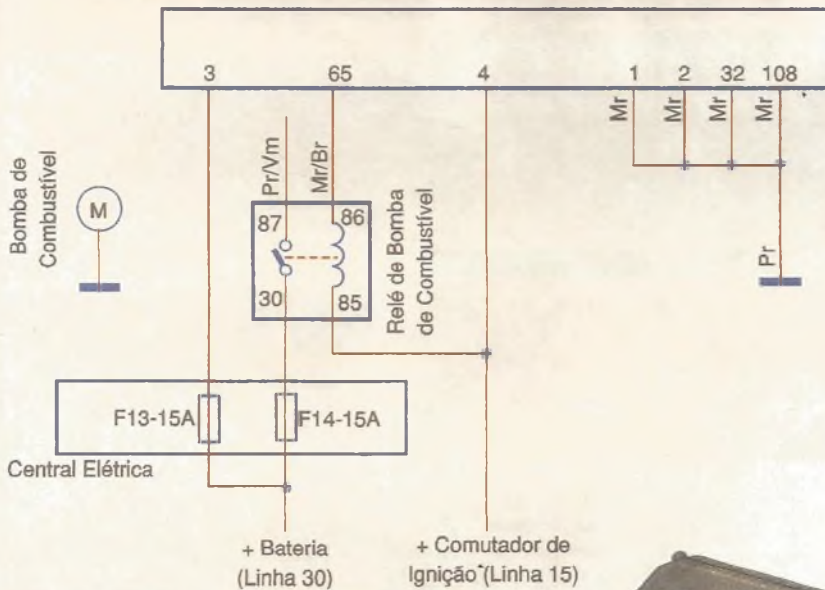 3 65 4 1 2 32 108
Mr Mr Mr Mr
Pr/Vm
Mr/Br
Bomba de
Combustível
M
87 86
30 85
Relé de Bomba
de Combustível
Pr
F13-15A
F14-15A
Central Elétrica
+ Bateria
(Linha 30)
+ Comutador de
Ignição (Linha 15)